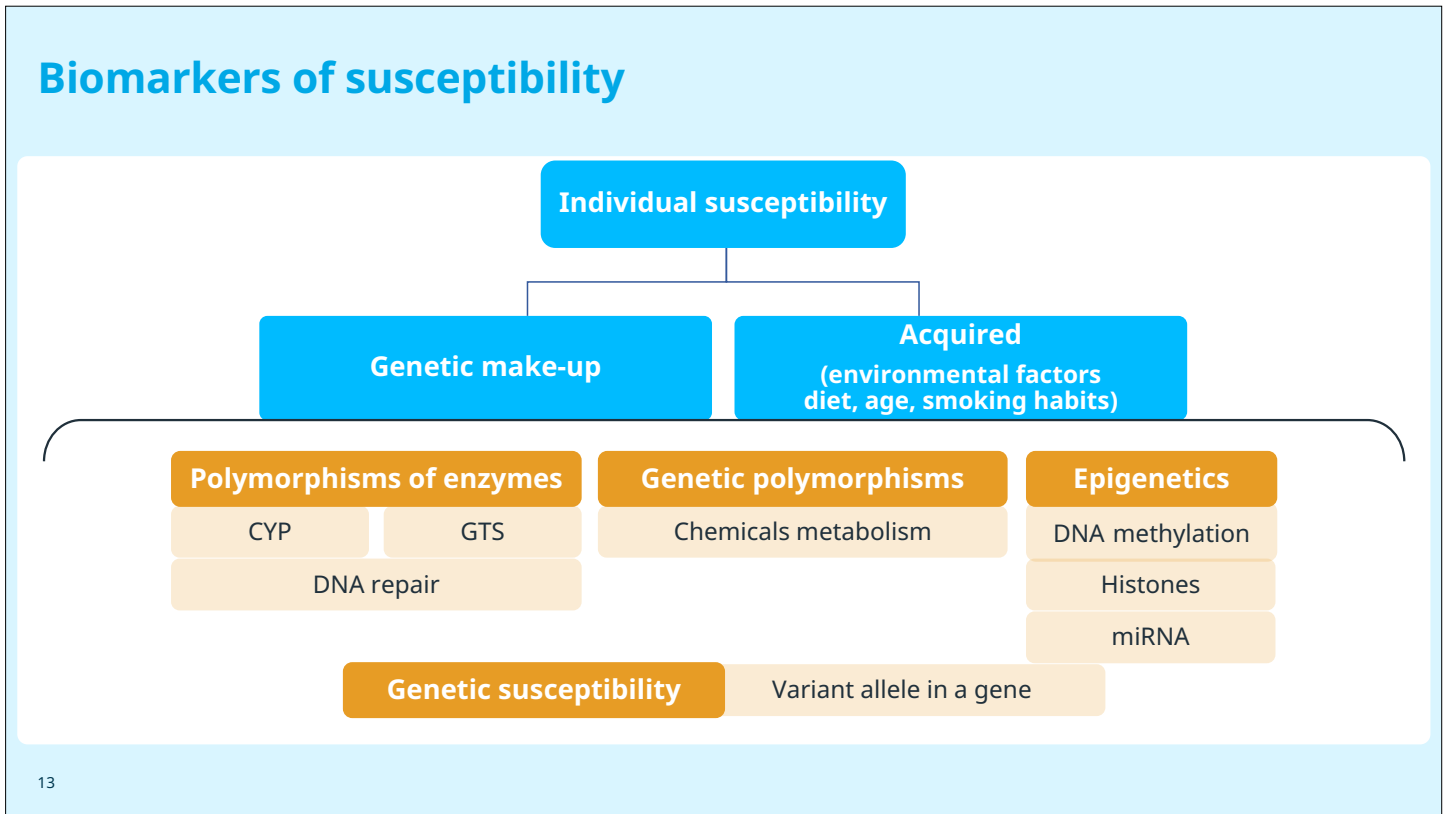 Biomarkers of susceptibility
Individual susceptibility
Genetic make-up
Acquired
(environmental factors
diet, age, smoking habits)
Polymorphisms of enzymes
CYP
GTS
DNA repair
Genetic polymorphisms
Chemicals metabolism
Epigenetics
DNA methylation
Histones
miRNA
Genetic susceptibility
Variant allele in a gene
13